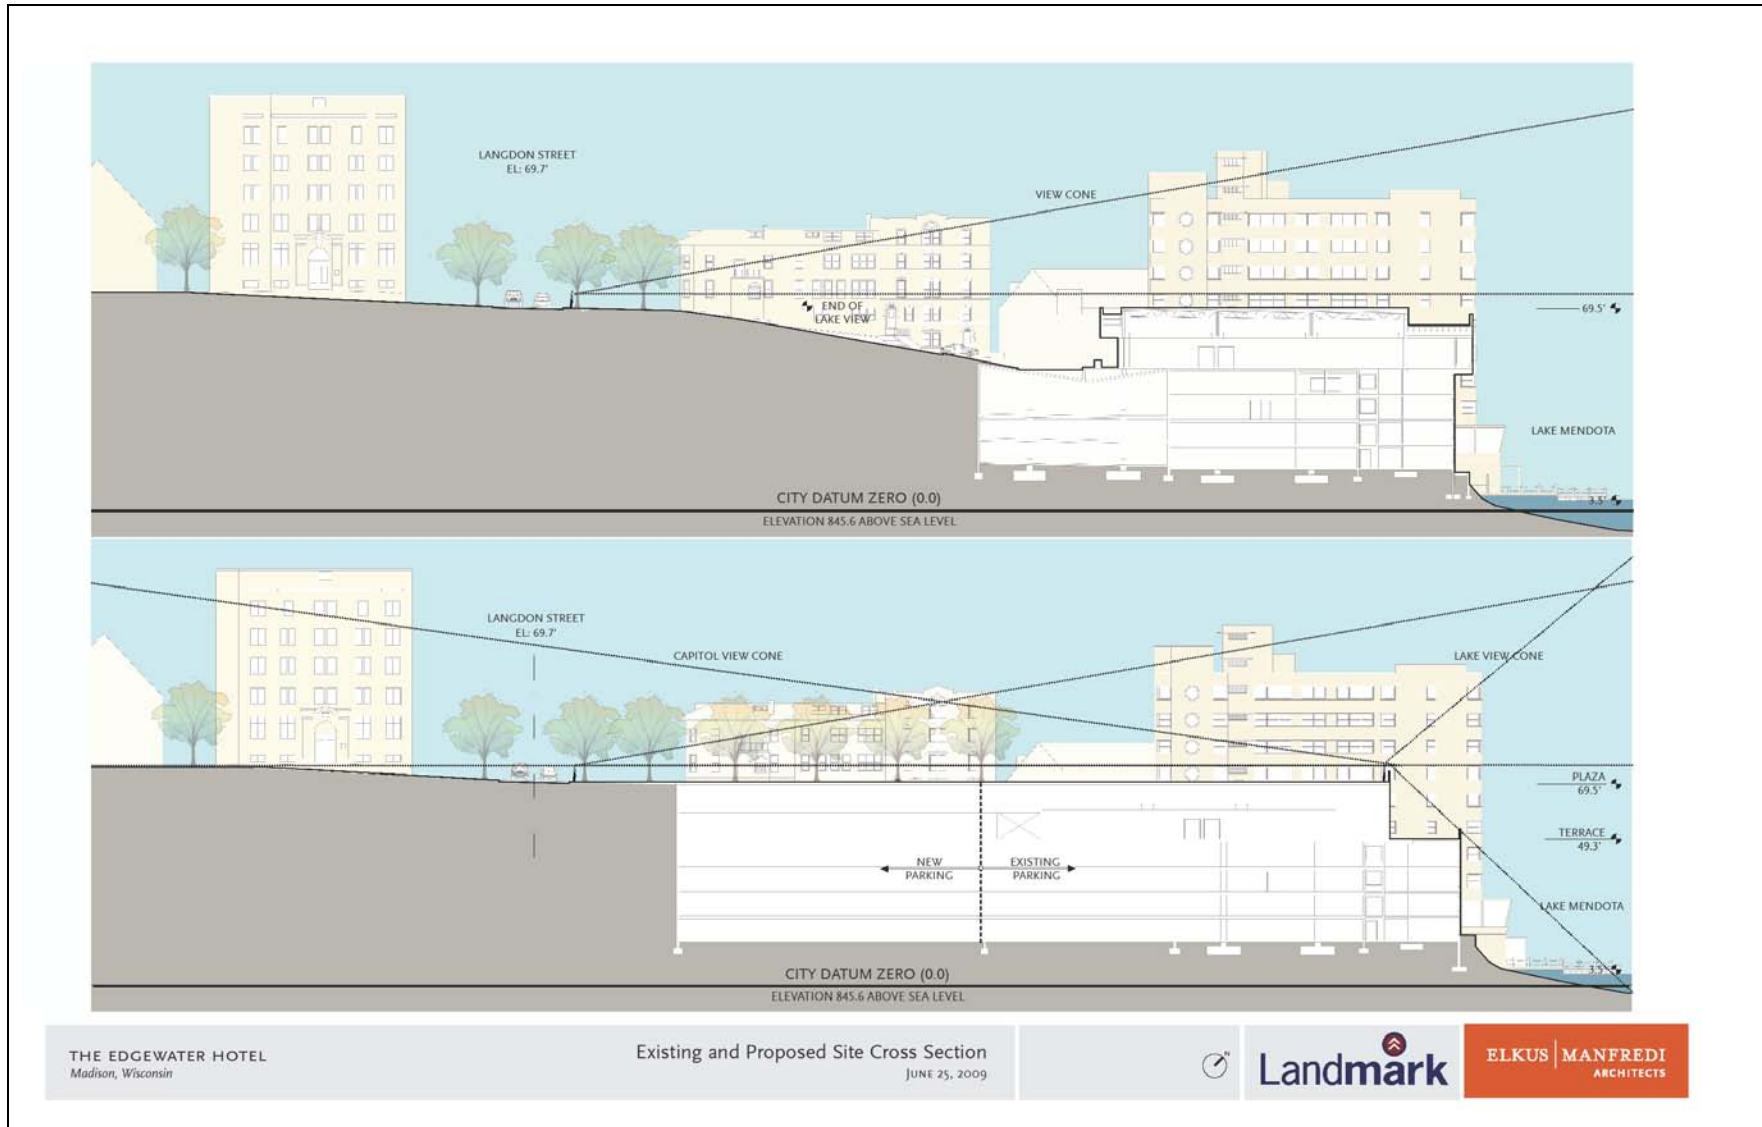 LANGDON STREET
EL: 69.7'
VIEW CONE
END OF
LAKE VIEW
69.5'
LAKE MENDOTA
3.5'
CITY DATUM ZERO (0.0)
ELEVATION 845.6 ABOVE SEA LEVEL
LANGDON STREET
EL: 69.7'
CAPITOL VIEW CONE
LAKE VIEW CONE
PLAZA
69.5'
TERRACE
49.3'
NEW
PARKING
EXISTING
PARKING
LAKE MENDOTA
3.5'
CITY DATUM ZERO (0.0)
ELEVATION 845.6 ABOVE SEA LEVEL
THE EDGEWATER HOTEL
Madison, Wisconsin
Existing and Proposed Site Cross Section
JUNE 25, 2009
N
Landmark
ELKUS | MANFREDI
ARCHITECTS